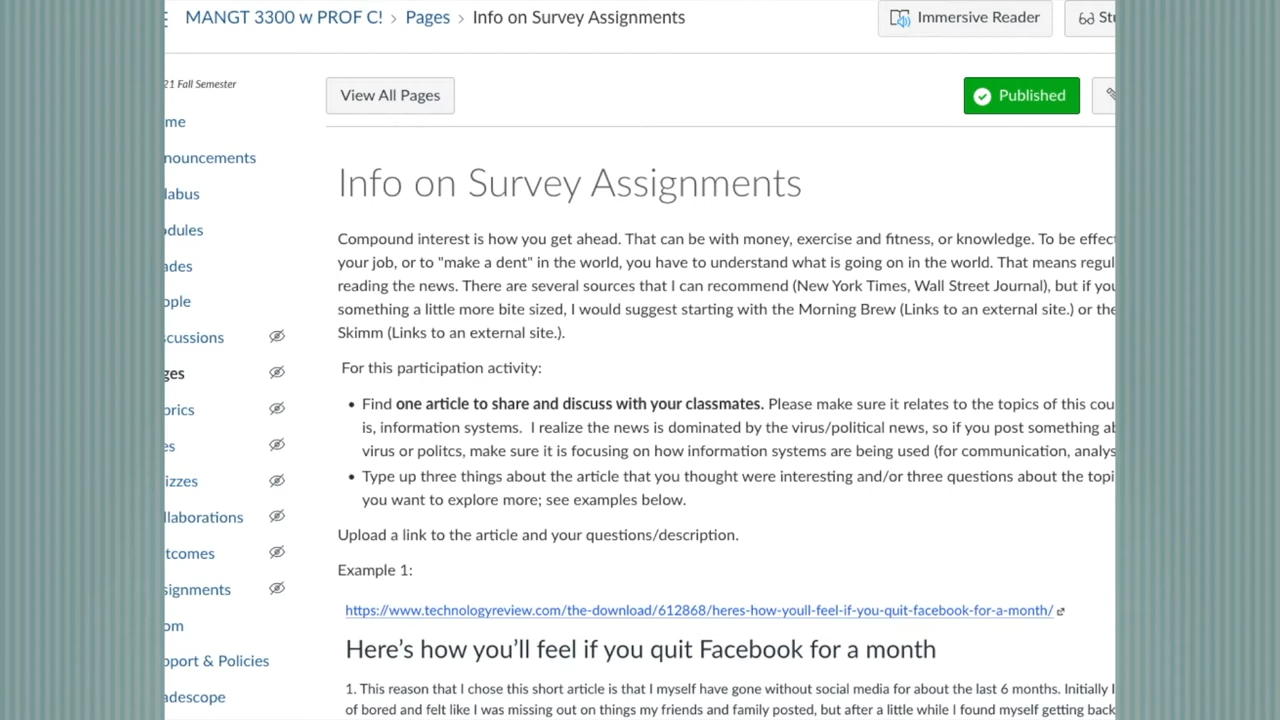 MANGT 3300 w PROF C! › Pages › Info on Survey Assignments
Immersive Reader
View All Pages
Published
21 Fall Semester
me
nouncements
labus
dules
ades
ople
scussions
ges
brics
es
izzes
llaborations
tcomes
signments
om
pport & Policies
adescope
Info on Survey Assignments
Compound interest is how you get ahead. That can be with money, exercise and fitness, or knowledge. To be effec
your job, or to "make a dent" in the world, you have to understand what is going on in the world. That means regul
reading the news. There are several sources that I can recommend (New York Times, Wall Street Journal), but if you
something a little more bite sized, I would suggest starting with the Morning Brew (Links to an external site.) or the
Skimm (Links to an external site.).
For this participation activity:
• Find one article to share and discuss with your classmates. Please make sure it relates to the topics of this cou
is, information systems. I realize the news is dominated by the virus/political news, so if you post something ab
virus or politcs, make sure it is focusing on how information systems are being used (for communication, analys
• Type up three things about the article that you thought were interesting and/or three questions about the topi
you want to explore more; see examples below.
Upload a link to the article and your questions/description.
Example 1:
https://www.technologyreview.com/the-download/612868/heres-how-youll-feel-if-you-quit-facebook-for-a-month/
Here's how you'll feel if you quit Facebook for a month
1. This reason that I chose this short article is that I myself have gone without social media for about the last 6 months. Initially I
of bored and felt like I was missing out on things my friends and family posted, but after a little while I found myself getting back